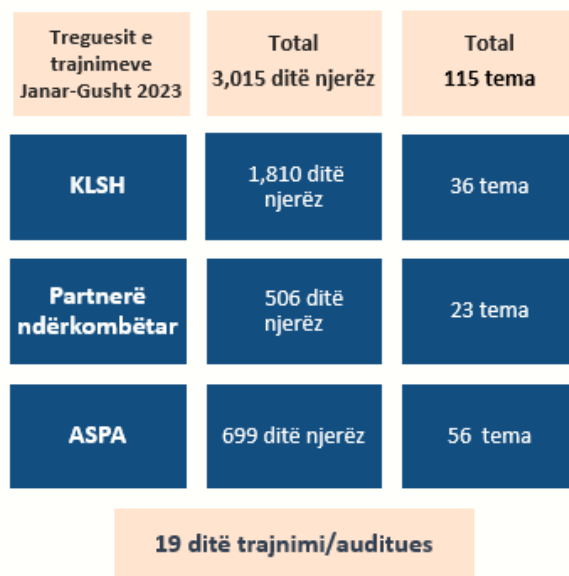 Treguesit e
trajnimeve
Janar-Gusht 2023
Total
3,015 ditë njerëz
Total
115 tema
KLSH
1,810 ditë
njerëz
36 tema
Partnerë
ndërkombëtar
506 ditë
njerëz
23 tema
ASPA
699 ditë njerëz
56 tema
19 ditë trajnimi/auditues